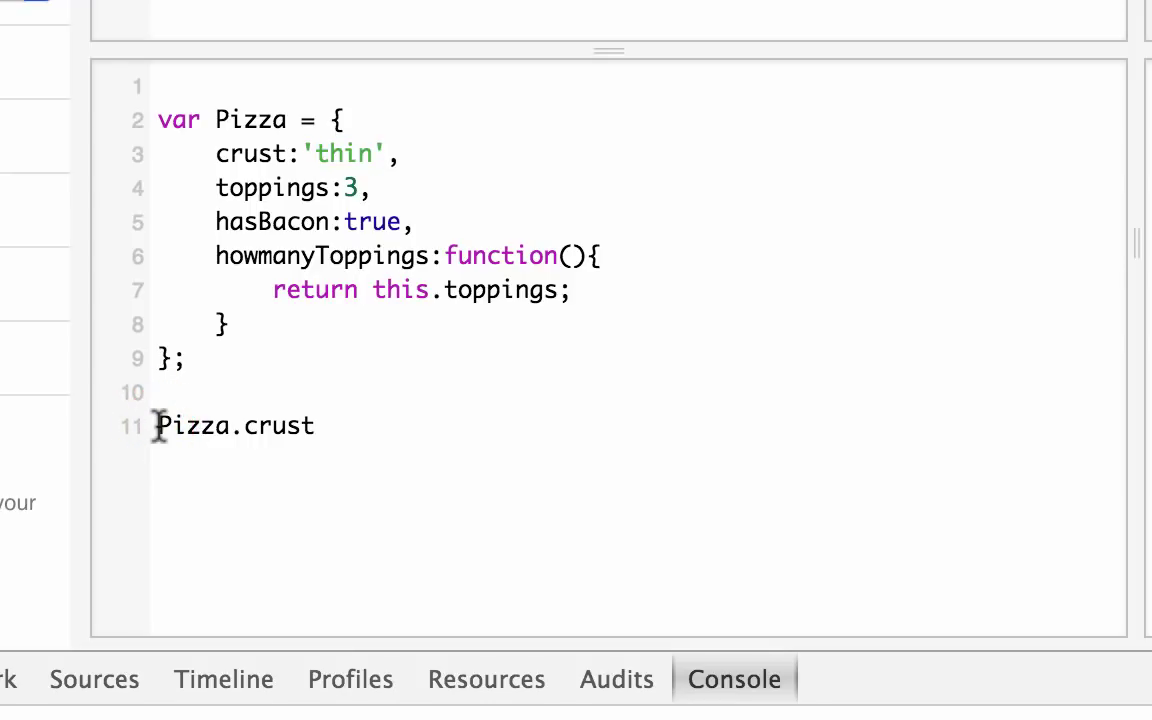 1
2 var Pizza = {
3 crust:'thin',
4 toppings:3,
5 hasBacon:true,
6 howmanyToppings:function(){
7 return this.toppings;
8 }
9 };
10
11 Pizza.crust
your
rk Sources Timeline Profiles Resources Audits Console